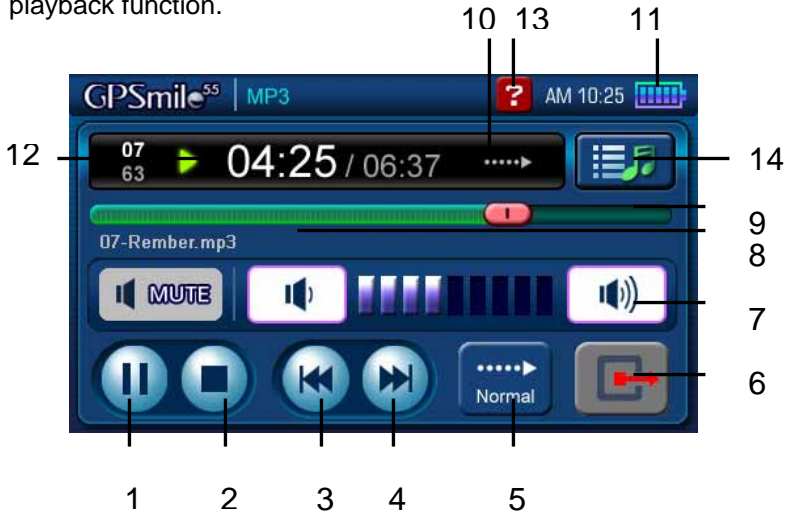 playback function.
10 13 11
GPSmile55 MP3 ? AM 10:25
12 07 04:25 / 06:37 14
63
9
07-Rember.mp3 8
MUTE 7
Normal 6
1 2 3 4 5